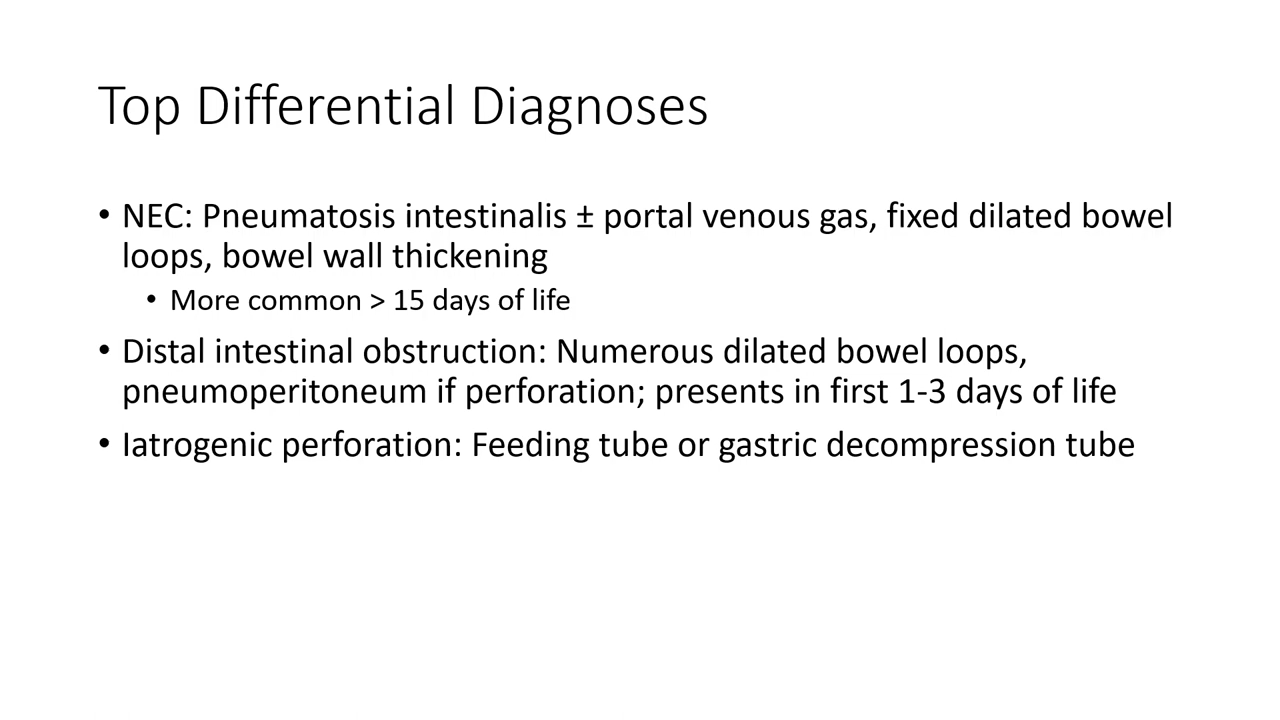 Top Differential Diagnoses
• NEC: Pneumatosis intestinalis ± portal venous gas, fixed dilated bowel
loops, bowel wall thickening
• More common > 15 days of life
• Distal intestinal obstruction: Numerous dilated bowel loops,
pneumoperitoneum if perforation; presents in first 1-3 days of life
• Iatrogenic perforation: Feeding tube or gastric decompression tube